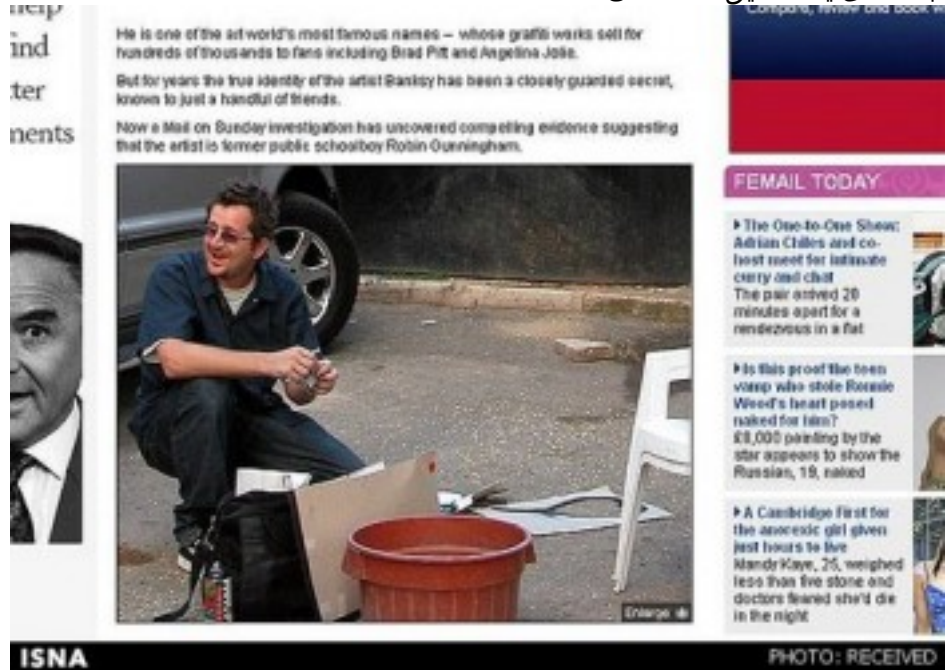 help
find
tter
ments
He is one of the art world's most famous names – whose graffiti works sell for
hundreds of thousands to fans including Brad Pitt and Angelina Jolie.
But for years the true identity of the artist Banksy has been a closely guarded secret,
known to just a handful of friends.
Now a Mail on Sunday investigation has uncovered compelling evidence suggesting
that the artist is former public schoolboy Robin Gunningham.
Enlarge
Compare, review and book
FEMAIL TODAY
The One-to-One Show:
Adrian Chiles and co-
host meet for intimate
curry and chat
The pair arrived 20
minutes apart for a
rendezvous in a flat
Is this proof the teen
vamp who stole Ronnie
Wood's heart posed
naked for him?
£8,000 painting by the
star appears to show the
Russian, 19, naked
A Cambridge First for
the anorexic girl given
just hours to live
Mandy Kaye, 25, weighed
less than five stone and
doctors feared she'd die
in the night
ISNA
PHOTO: RECEIVED